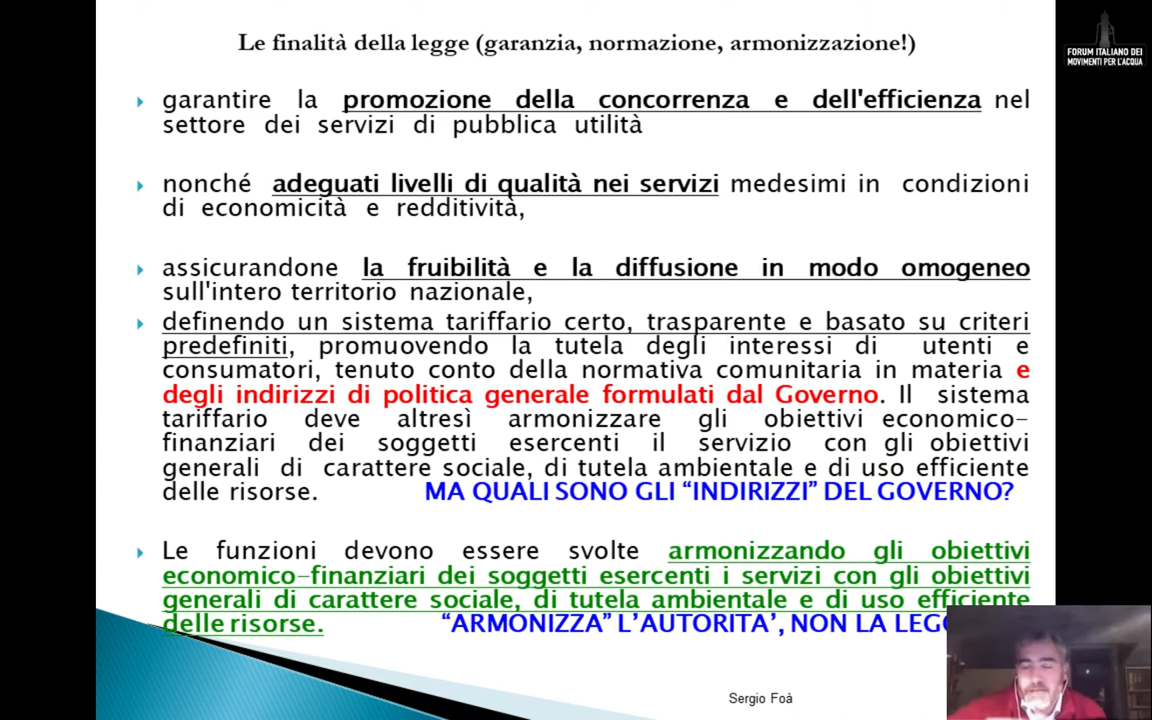 Le finalità della legge (garanzia, normazione, armonizzazione!)
FORUM ITALIANO DEI
MOVIMENTI PER L'ACQUA
garantire la promozione della concorrenza e dell'efficienza nel
settore dei servizi di pubblica utilità
nonché adeguati livelli di qualità nei servizi medesimi in condizioni
di economicità e redditività,
assicurandone la fruibilità e la diffusione in modo omogeneo
sull'intero territorio nazionale,
definendo un sistema tariffario certo, trasparente e basato su criteri
predefiniti, promuovendo la tutela degli interessi di utenti e
consumatori, tenuto conto della normativa comunitaria in materia e
degli indirizzi di politica generale formulati dal Governo. Il sistema
tariffario deve altresì armonizzare gli obiettivi economico-
finanziari dei soggetti esercenti il servizio con gli obiettivi
generali di carattere sociale, di tutela ambientale e di uso efficiente
delle risorse. MA QUALI SONO GLI “INDIRIZZI” DEL GOVERNO?
Le funzioni devono essere svolte armonizzando gli obiettivi
economico-finanziari dei soggetti esercenti i servizi con gli obiettivi
generali di carattere sociale, di tutela ambientale e di uso efficiente
delle risorse. “ARMONIZZA” L’AUTORITA’, NON LA
Sergio Foà